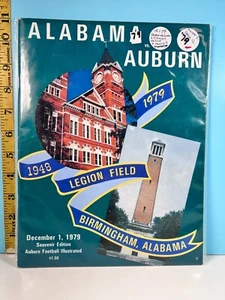 ALABAMA
vs.
AUBURN
1979
1948
LEGION FIELD
BIRMINGHAM, ALABAMA
December 1, 1979
Souvenir Edition
Auburn Football Illustrated
$1.50